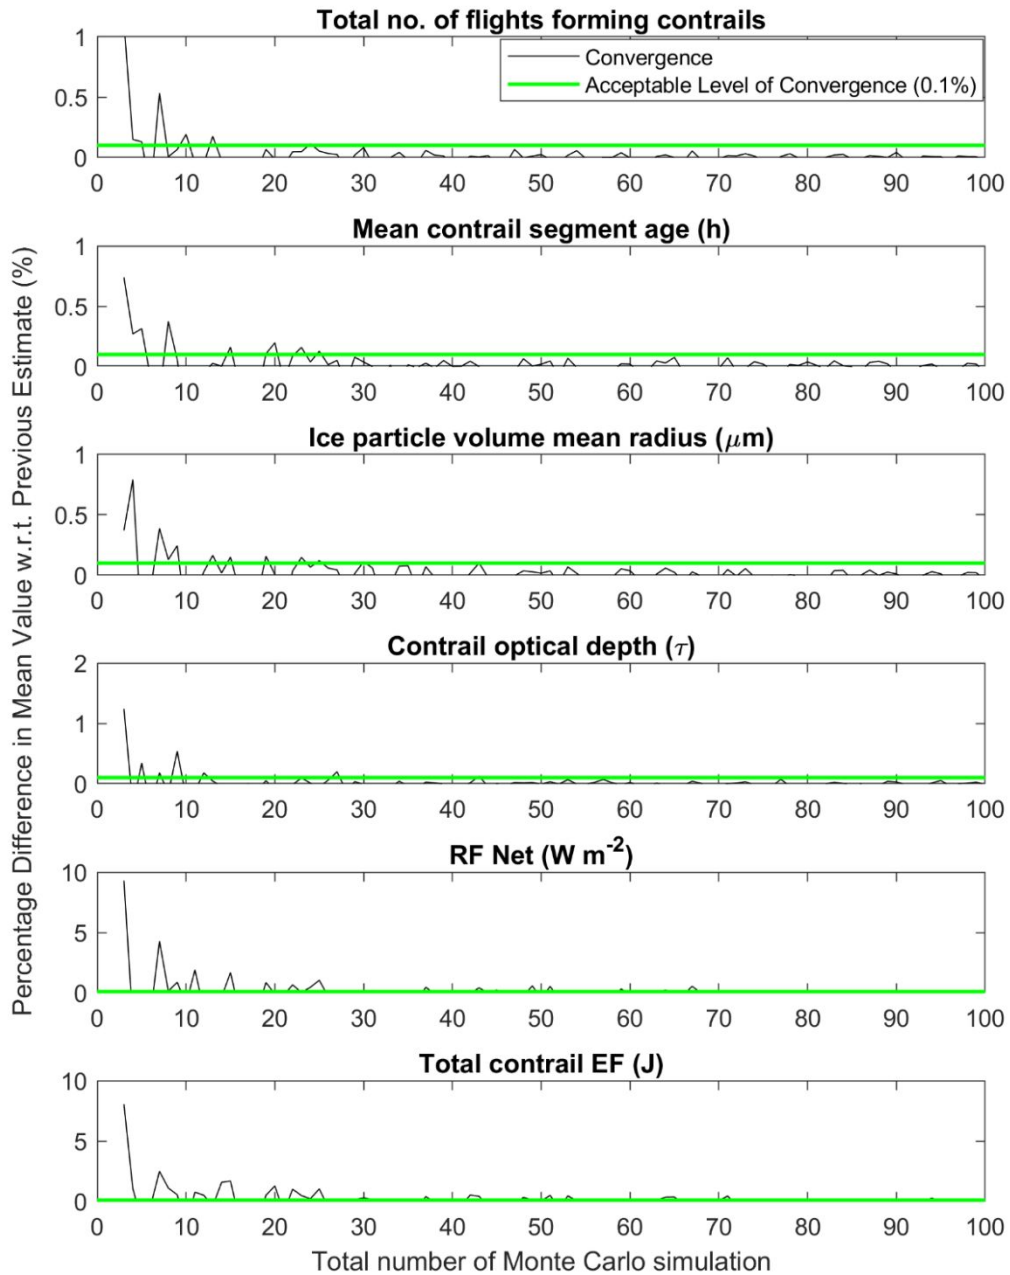 Total no. of flights forming contrails
1
0.5
0
Convergence
Acceptable Level of Convergence (0.1%)
0 10 20 30 40 50 60 70 80 90 100
Mean contrail segment age (h)
1
0.5
0
0 10 20 30 40 50 60 70 80 90 100
Ice particle volume mean radius (μm)
1
0.5
0
0 10 20 30 40 50 60 70 80 90 100
Percentage Difference in Mean Value w.r.t. Previous Estimate (%)
Contrail optical depth (τ)
2
1
0
0 10 20 30 40 50 60 70 80 90 100
RF Net (W m⁻²)
10
5
0
0 10 20 30 40 50 60 70 80 90 100
Total contrail EF (J)
10
5
0
0 10 20 30 40 50 60 70 80 90 100
Total number of Monte Carlo simulation